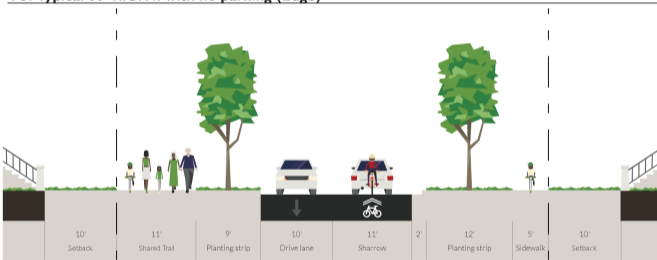 10' 11' 9' 10' 11' 2' 12' 5' 10'
Setback Shared Trail Planting strip Drive lane Sharrow Planting strip Sidewalk Setback